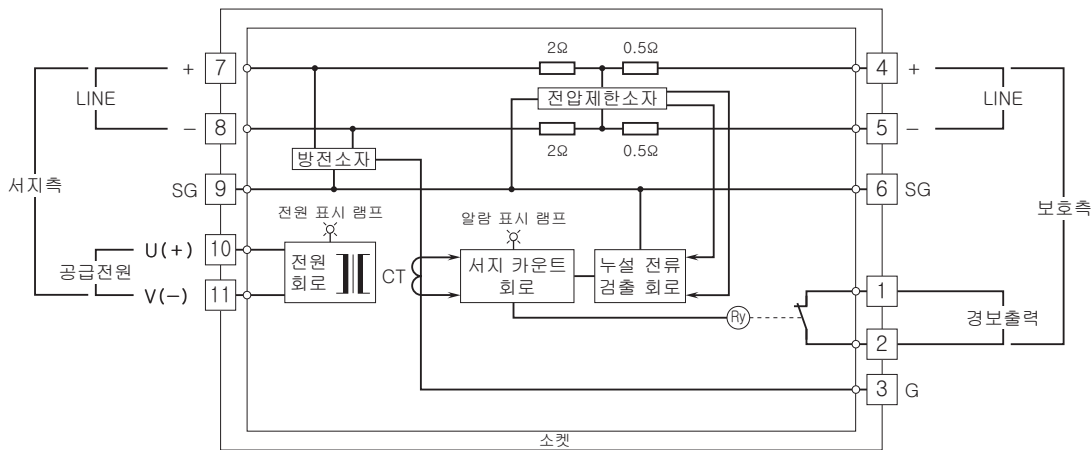 2Ω
0.5Ω
+
7
4
+
LINE
전압제한소자
LINE
−
8
5
−
2Ω
0.5Ω
방전소자
서지측
SG
9
6
SG
보호측
전원 표시 램프
알람 표시 램프
U(+)
10
공급전원
전원
회로
CT
서지 카운트
회로
누설 전류
검출 회로
V(−)
11
1
Ry
경보출력
2
3
G
소켓